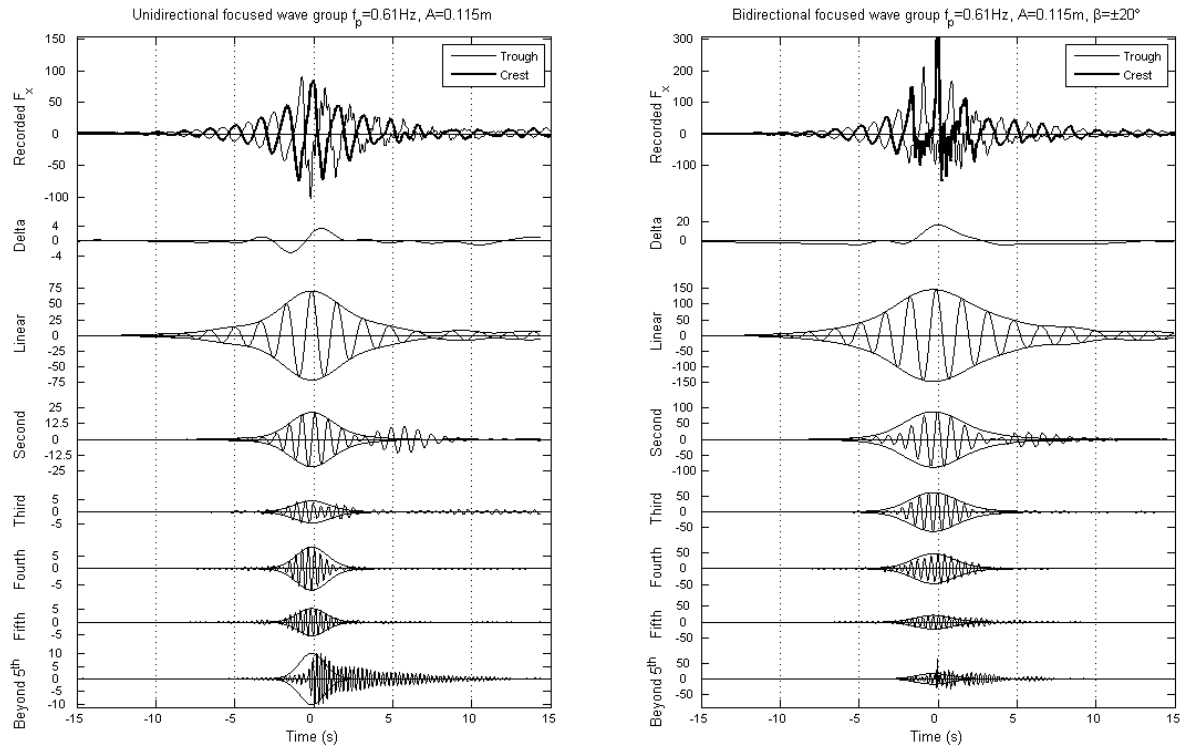 Unidirectional focused wave group f_p=0.61Hz, A=0.115m
150
100
50
0
-50
-100
Recorded F_x
Trough
Crest
4
0
-4
Delta
75
50
25
0
-25
-50
-75
Linear
25
12.5
0
-12.5
-25
Second
5
0
-5
Third
5
0
-5
Fourth
5
0
-5
Fifth
10
5
0
-5
-10
Beyond 5th
-15 -10 -5 0 5 10 15
Time (s)
Bidirectional focused wave group f_p=0.61Hz, A=0.115m, β=±20°
300
200
100
0
-100
Recorded F_x
Trough
Crest
20
0
Delta
150
100
50
0
-50
-100
-150
Linear
100
50
0
-50
-100
Second
50
0
-50
Third
50
0
-50
Fourth
50
0
-50
Fifth
50
0
-50
Beyond 5th
-15 -10 -5 0 5 10 15
Time (s)